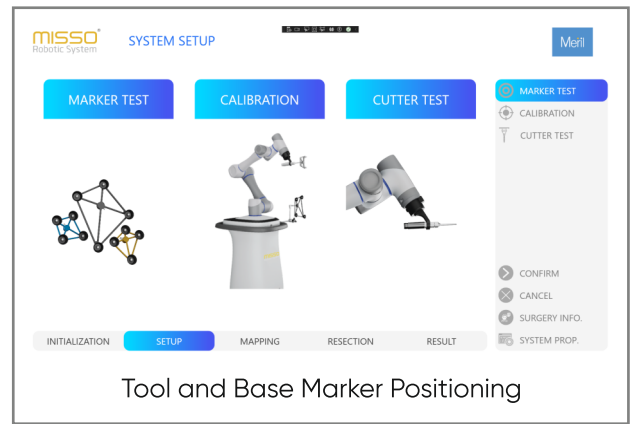 MISSO
Robotic System
SYSTEM SETUP
Meril
MARKER TEST
CALIBRATION
CUTTER TEST
MARKER TEST
CALIBRATION
CUTTER TEST
CONFIRM
CANCEL
SURGERY INFO.
SYSTEM PROP.
INITIALIZATION
SETUP
MAPPING
RESECTION
RESULT
Tool and Base Marker Positioning